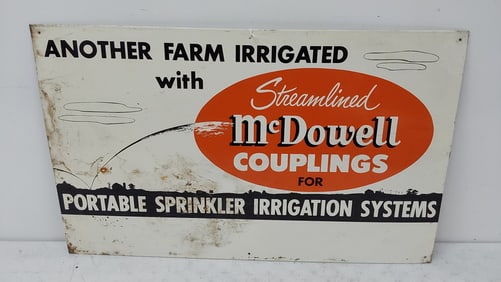 ANOTHER FARM IRRIGATED
with
Streamlined
McDowell
COUPLINGS
FOR
PORTABLE SPRINKLER IRRIGATION SYSTEMS